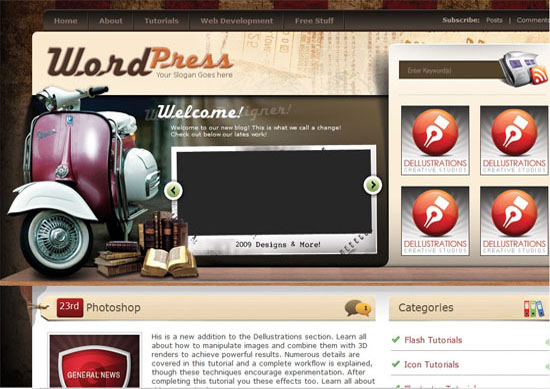 Home About Tutorials Web Development Free Stuff Subscribe: Posts | Comments
WordPress
Your Slogan Goes here
Enter Keyword(s)
Welcome!
Welcome to our new blog! This is what we call a change!
Check out below our lates work!
DELLUSTRATIONS
CREATIVE STUDIOS
DELLUSTRATIONS
CREATIVE STUDIOS
DELLUSTRATIONS
CREATIVE STUDIOS
DELLUSTRATIONS
CREATIVE STUDIOS
2009 Designs & More!
23rd Photoshop 1
Categories
GENERAL NEWS
His is a new addition to the Dellustrations section. Learn all
about how to manipulate images and combine them with 3D
renders to achieve powerful results. Numerous details are
covered in this tutorial and a complete workflow is explained,
though these techniques encourage experimentation. After
completing this tutorial you these effects too. Learn all about
Flash Tutorials
Icon Tutorials